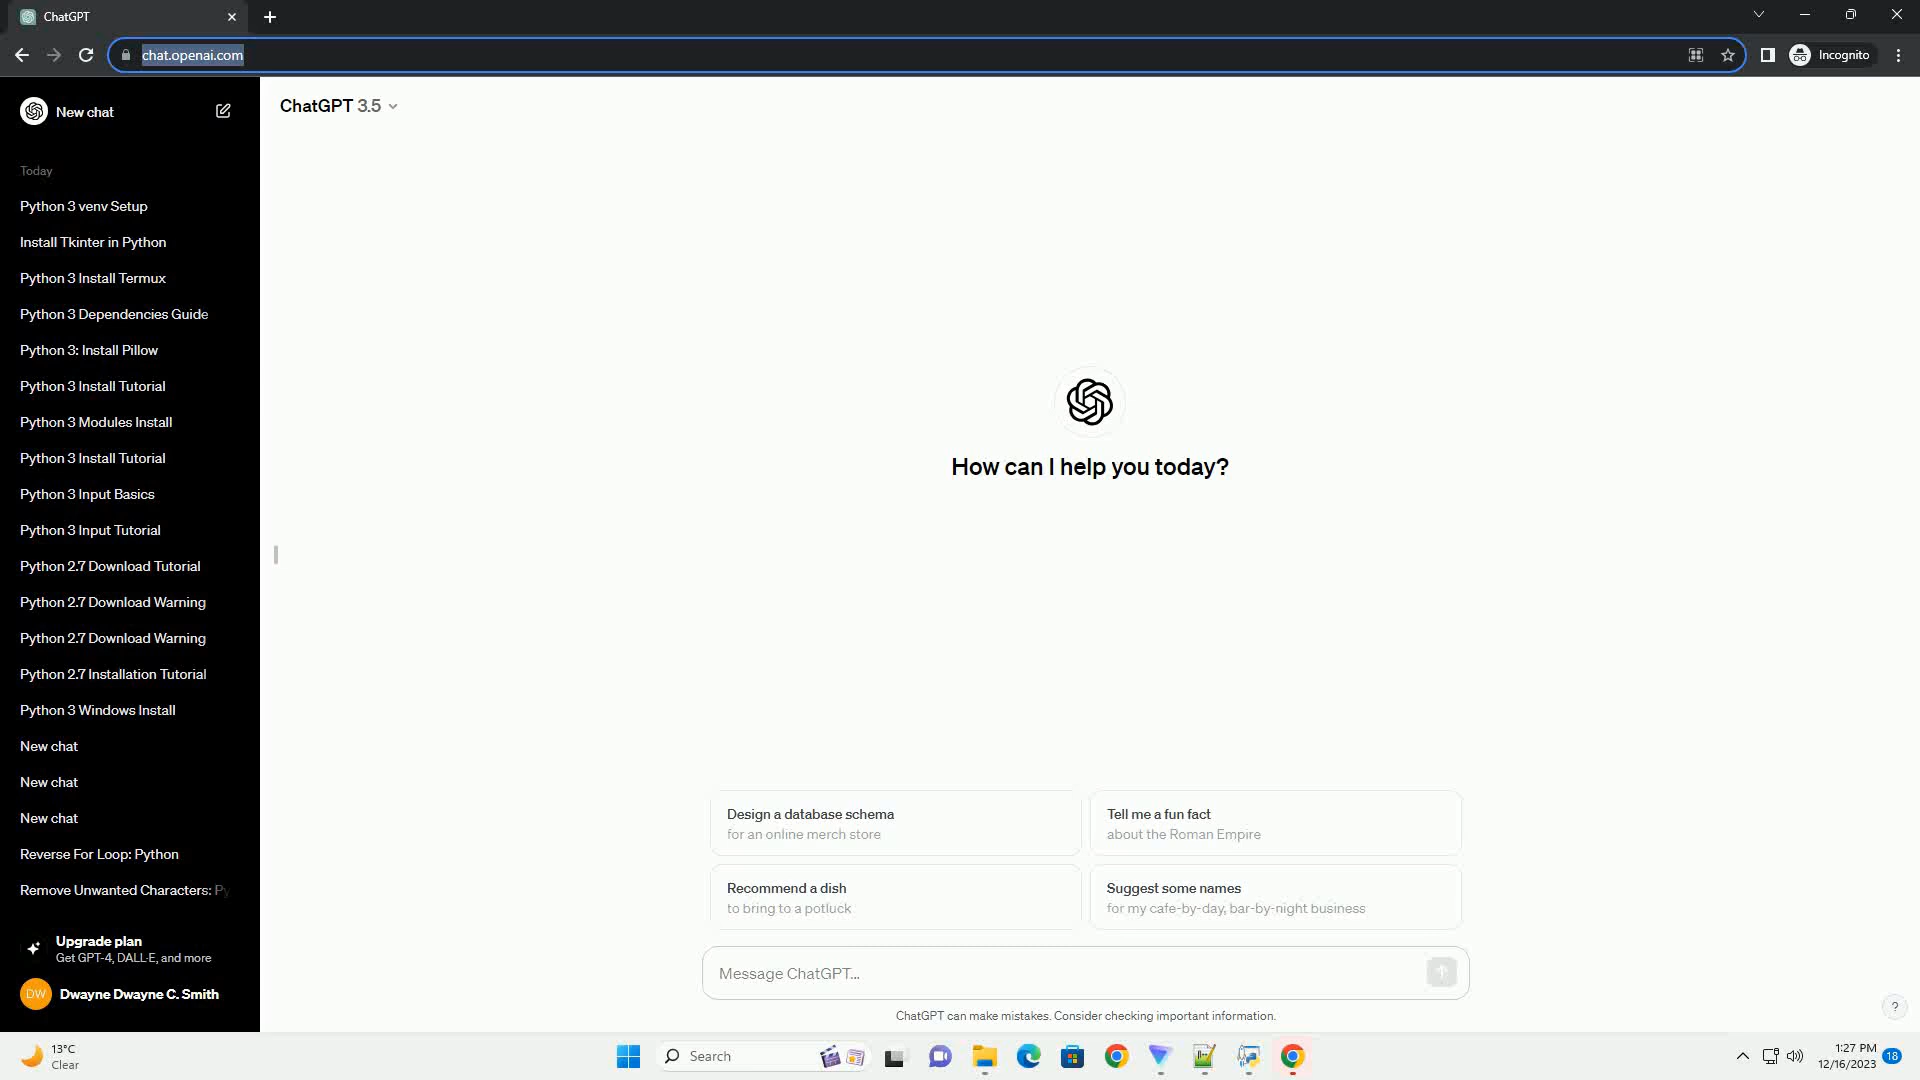 ChatGPT
chat.openai.com
Incognito
New chat
ChatGPT 3.5
Today
Python 3 venv Setup
Install Tkinter in Python
Python 3 Install Termux
Python 3 Dependencies Guide
Python 3: Install Pillow
Python 3 Install Tutorial
Python 3 Modules Install
Python 3 Install Tutorial
Python 3 Input Basics
Python 3 Input Tutorial
Python 2.7 Download Tutorial
Python 2.7 Download Warning
Python 2.7 Download Warning
Python 2.7 Installation Tutorial
Python 3 Windows Install
New chat
New chat
New chat
Reverse For Loop: Python
Remove Unwanted Characters: Py
Upgrade plan
Get GPT-4, DALL·E, and more
DW
Dwayne Dwayne C. Smith
How can I help you today?
Design a database schema
for an online merch store
Tell me a fun fact
about the Roman Empire
Recommend a dish
to bring to a potluck
Suggest some names
for my cafe-by-day, bar-by-night business
Message ChatGPT...
ChatGPT can make mistakes. Consider checking important information.
?
13°C
Clear
Search
1:27 PM
12/16/2023
18